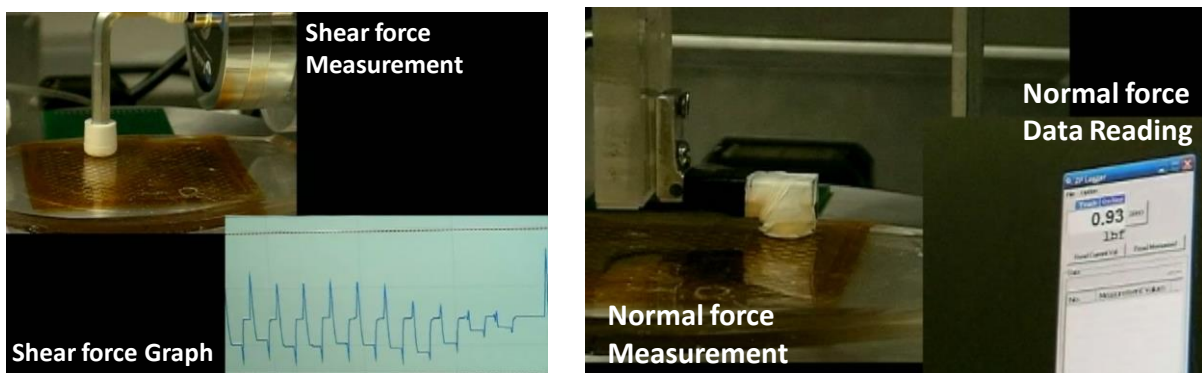 Shear force
Measurement
Shear force Graph
Normal force
Data Reading
0.93
lbf
Normal force
Measurement